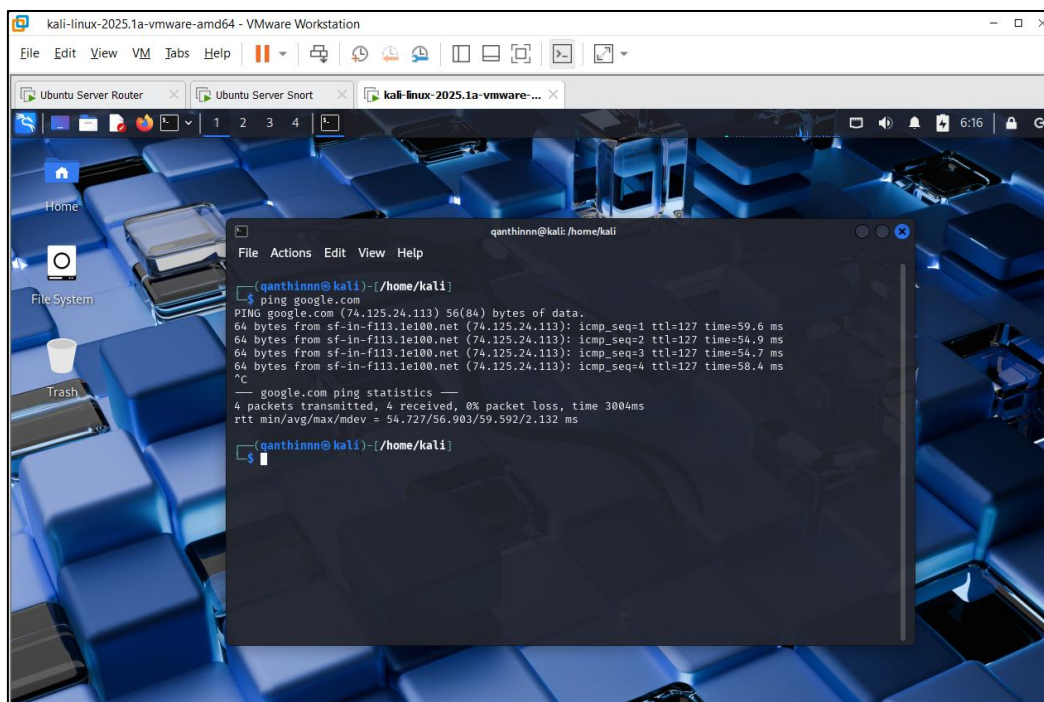 kali-linux-2025.1a-vmware-amd64 - VMware Workstation
File Edit View VM Tabs Help
Ubuntu Server Router
Ubuntu Server Snort
kali-linux-2025.1a-vmware-...
1 2 3 4
6:16
Home
File System
Trash
qanthinnn@kali: /home/kali
File Actions Edit View Help
(qanthinnn㉿kali)-[/home/kali]
$ ping google.com
PING google.com (74.125.24.113) 56(84) bytes of data.
64 bytes from sf-in-f113.1e100.net (74.125.24.113): icmp_seq=1 ttl=127 time=59.6 ms
64 bytes from sf-in-f113.1e100.net (74.125.24.113): icmp_seq=2 ttl=127 time=54.9 ms
64 bytes from sf-in-f113.1e100.net (74.125.24.113): icmp_seq=3 ttl=127 time=54.7 ms
64 bytes from sf-in-f113.1e100.net (74.125.24.113): icmp_seq=4 ttl=127 time=58.4 ms
^C
— google.com ping statistics —
4 packets transmitted, 4 received, 0% packet loss, time 3004ms
rtt min/avg/max/mdev = 54.727/56.903/59.592/2.132 ms
(qanthinnn㉿kali)-[/home/kali]
$